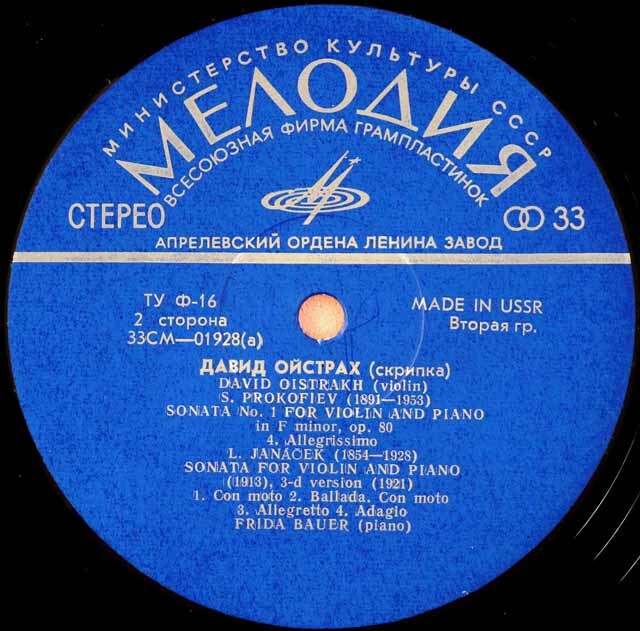 МИНИСТЕРСТВО КУЛЬТУРЫ СССР
МЕЛОДИЯ
ВСЕСОЮЗНАЯ ФИРМА ГРАМПЛАСТИНОК
СТЕРЕО
33
АПРЕЛЕВСКИЙ ОРДЕНА ЛЕНИНА ЗАВОД
ТУ Ф-16
2 сторона
33СМ—01928(а)
MADE IN USSR
Вторая гр.
ДАВИД ОЙСТРАХ (скрипка)
DAVID OISTRAKH (violin)
S. PROKOFIEV (1891—1953)
SONATA No. 1 FOR VIOLIN AND PIANO
in F minor, op. 80
4. Allegrissimo
L. JANÁČEK (1854—1928)
SONATA FOR VIOLIN AND PIANO
(1913), 3-d version (1921)
1. Con moto 2. Ballada. Con moto
3. Allegretto 4. Adagio
FRIDA BAUER (piano)